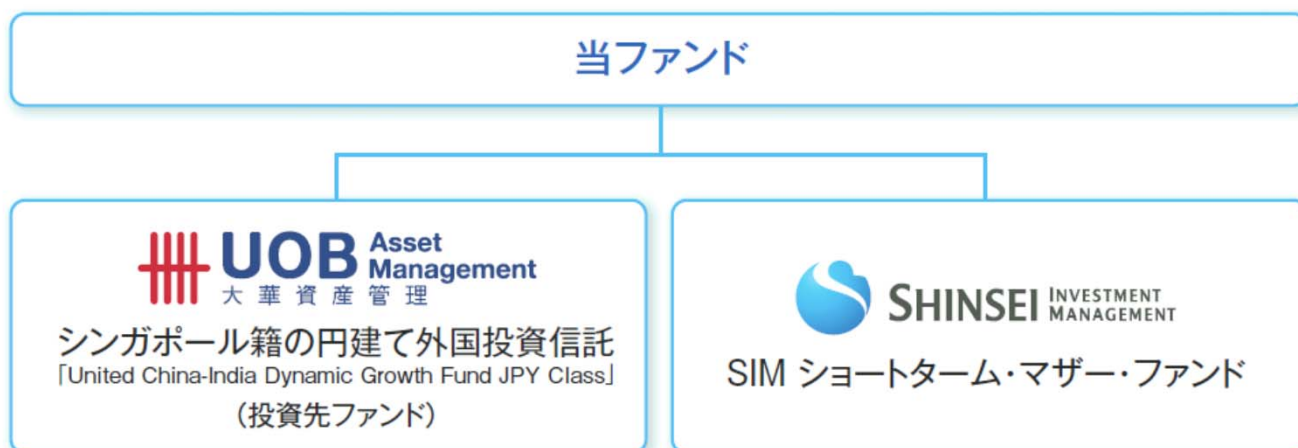 当ファンド
UOB Asset Management
大華資産管理
シンガポール籍の円建て外国投資信託
「United China-India Dynamic Growth Fund JPY Class」
(投資先ファンド)
SHINSEI INVESTMENT MANAGEMENT
SIM ショートターム・マザー・ファンド